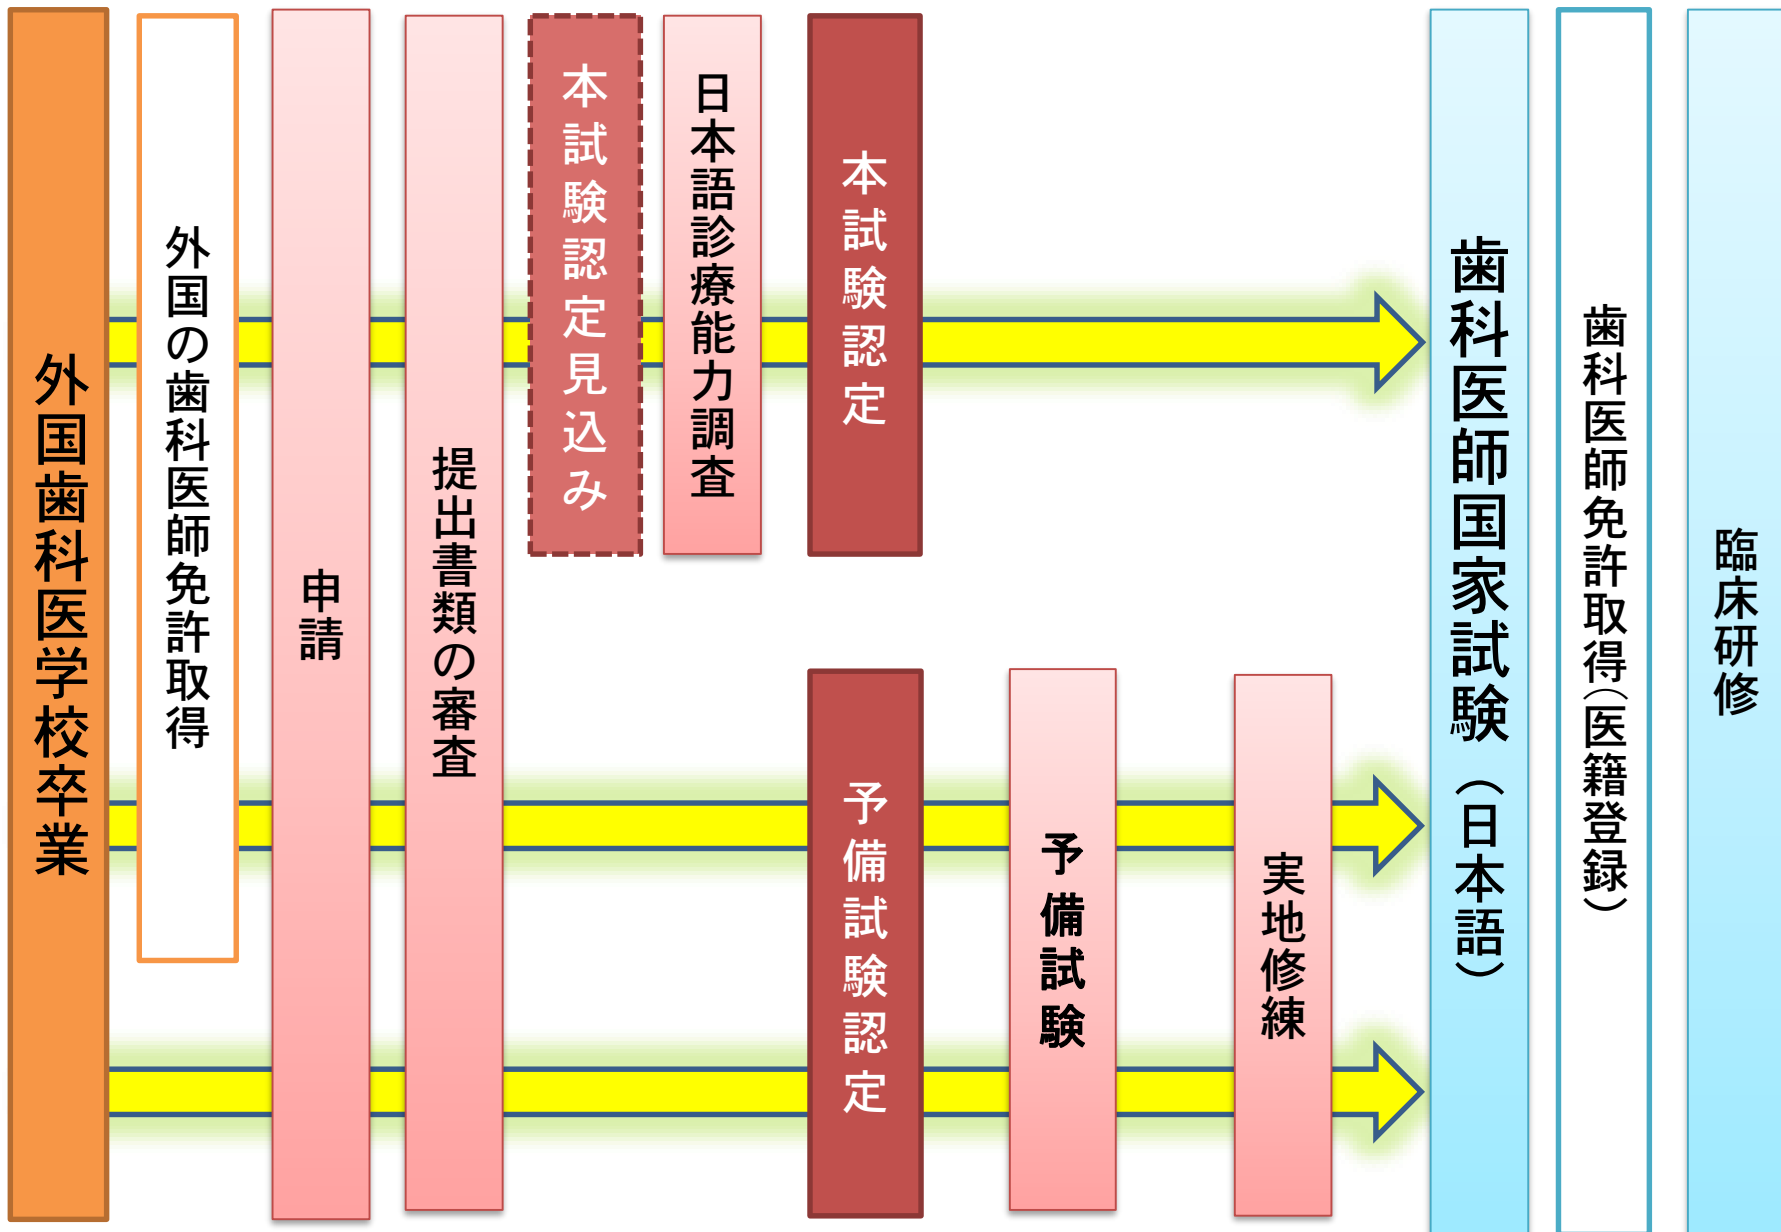 外国歯科医学校卒業
外国の歯科医師免許取得
申請
提出書類の審査
本試験認定見込み
日本語診療能力調査
本試験認定
予備試験認定
予備試験
実地修練
歯科医師国家試験（日本語）
歯科医師免許取得（医籍登録）
臨床研修